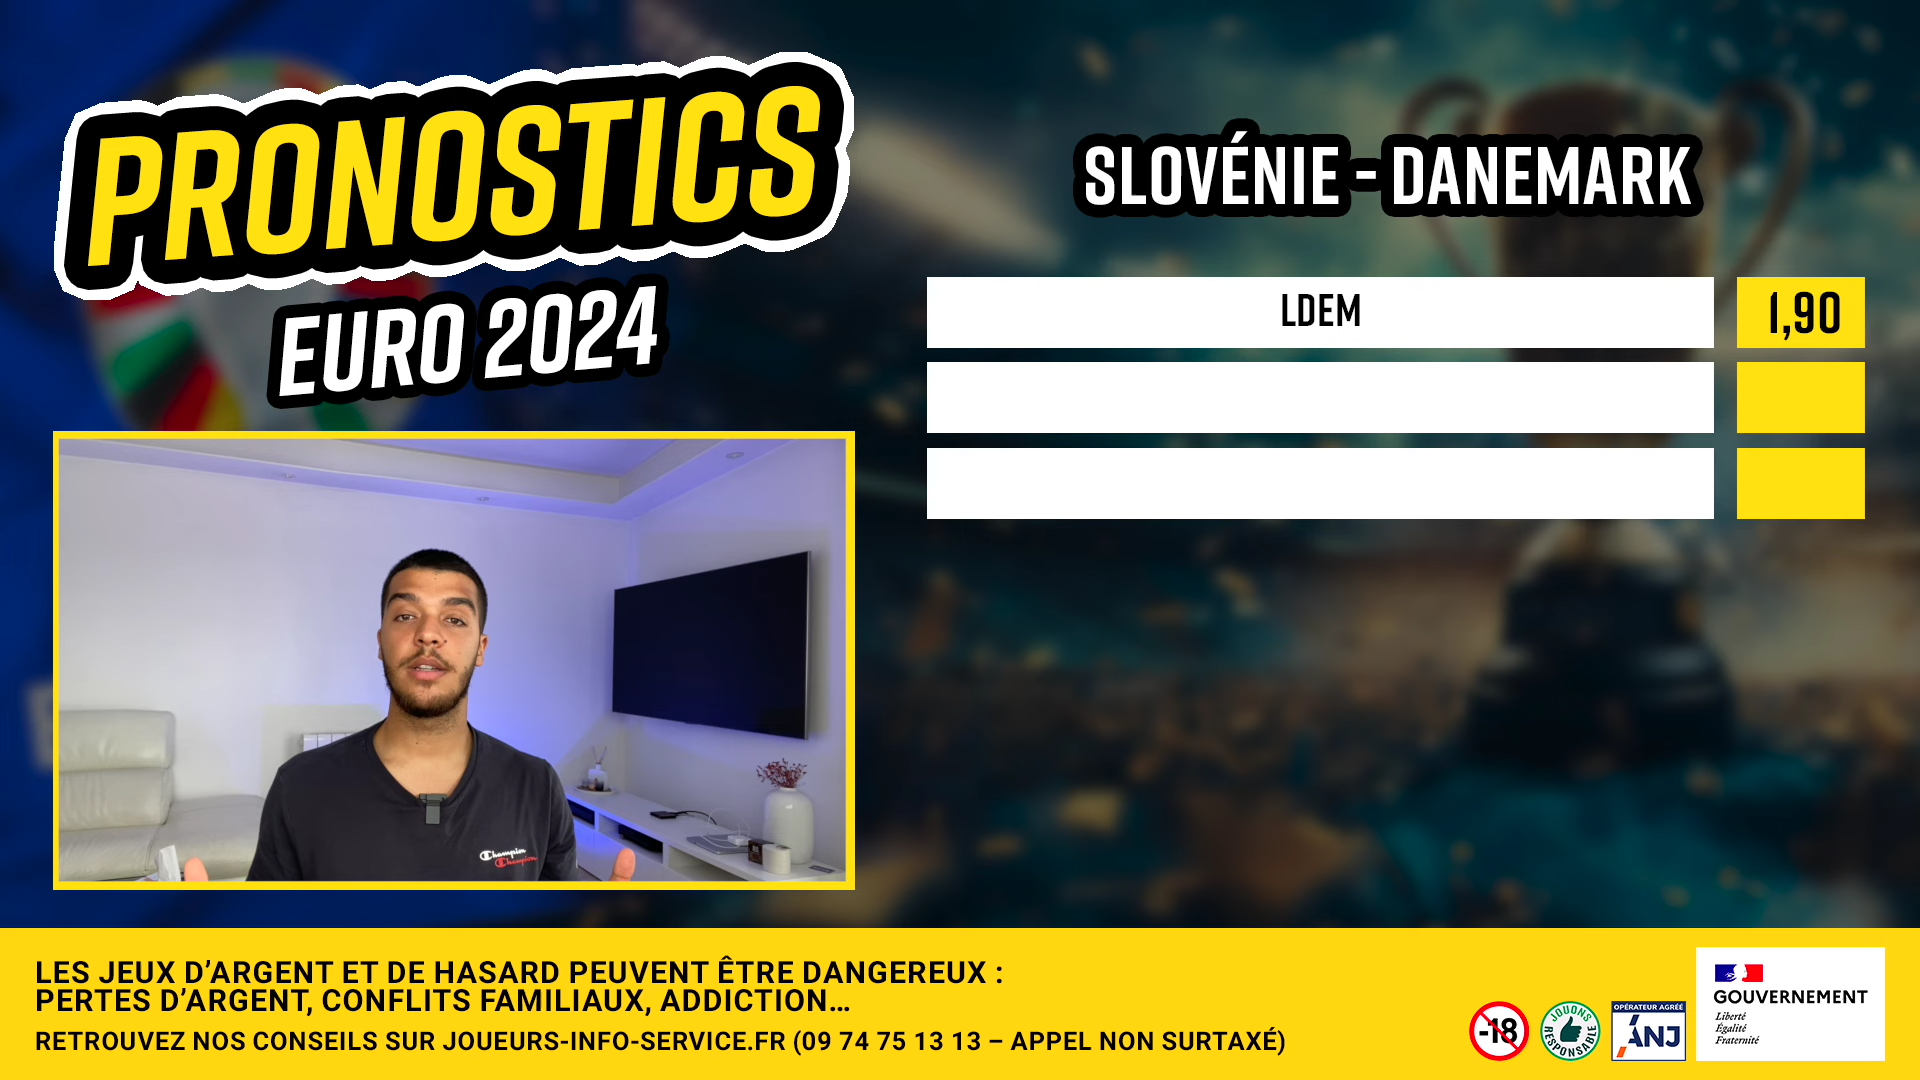 PRONOSTICS
EURO 2024
SLOVÉNIE - DANEMARK
LDEM
1,90
Champion
Champion
LES JEUX D’ARGENT ET DE HASARD PEUVENT ÊTRE DANGEREUX :
PERTES D’ARGENT, CONFLITS FAMILIAUX, ADDICTION…
RETROUVEZ NOS CONSEILS SUR JOUEURS-INFO-SERVICE.FR (09 74 75 13 13 – APPEL NON SURTAXÉ)
-18
JOUONS
RESPONSABLE
OPÉRATEUR AGRÉÉ
ANJ
GOUVERNEMENT
Liberté
Égalité
Fraternité